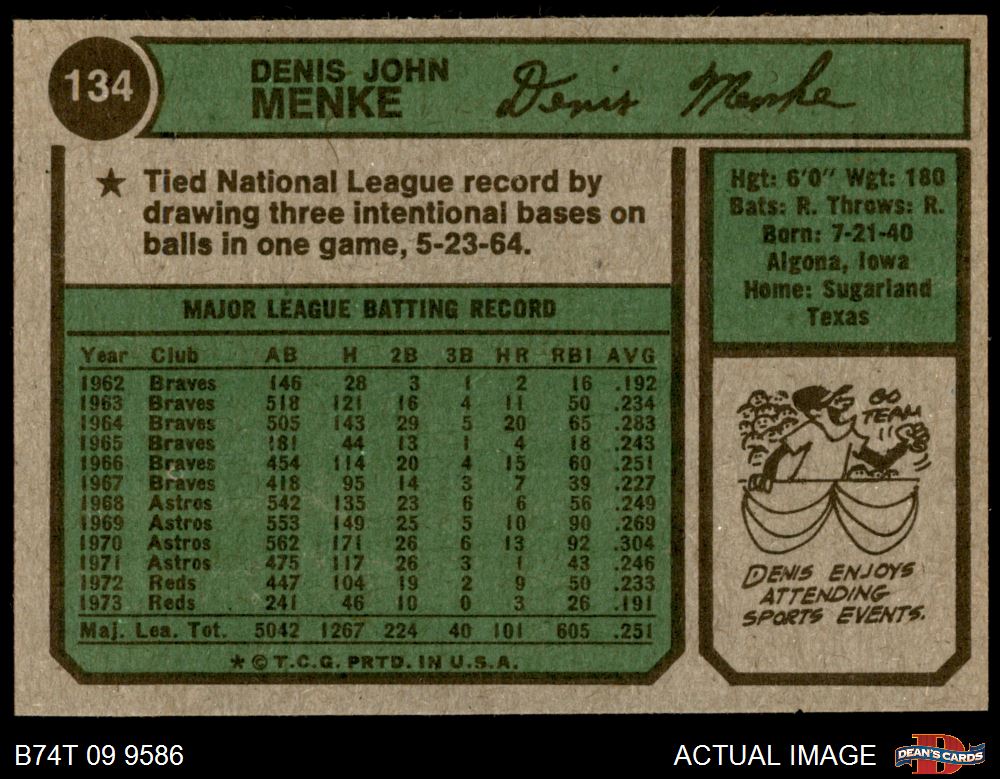 134
DENIS JOHN
MENKE
Denis Menke
★ Tied National League record by
drawing three intentional bases on
balls in one game, 5-23-64.
MAJOR LEAGUE BATTING RECORD
Year Club AB H 2B 3B HR RBI AVG
1962 Braves 146 28 3 1 2 16 .192
1963 Braves 518 121 16 4 11 50 .234
1964 Braves 505 143 29 5 20 65 .283
1965 Braves 181 44 13 1 4 18 .243
1966 Braves 454 114 20 4 15 60 .251
1967 Braves 418 95 14 3 7 39 .227
1968 Astros 542 135 23 6 6 56 .249
1969 Astros 553 149 25 5 10 90 .269
1970 Astros 562 171 26 6 13 92 .304
1971 Astros 475 117 26 3 1 43 .246
1972 Reds 447 104 19 2 9 50 .233
1973 Reds 241 46 10 0 3 26 .191
Maj. Lea. Tot. 5042 1267 224 40 101 605 .251
★ © T.C.G. PRTD. IN U.S.A.
Hgt: 6'0" Wgt: 180
Bats: R. Throws: R.
Born: 7-21-40
Algona, Iowa
Home: Sugarland
Texas
GO
TEAM
DENIS ENJOYS
ATTENDING
SPORTS EVENTS.
B74T 09 9586
ACTUAL IMAGE
D
DEAN'S CARDS